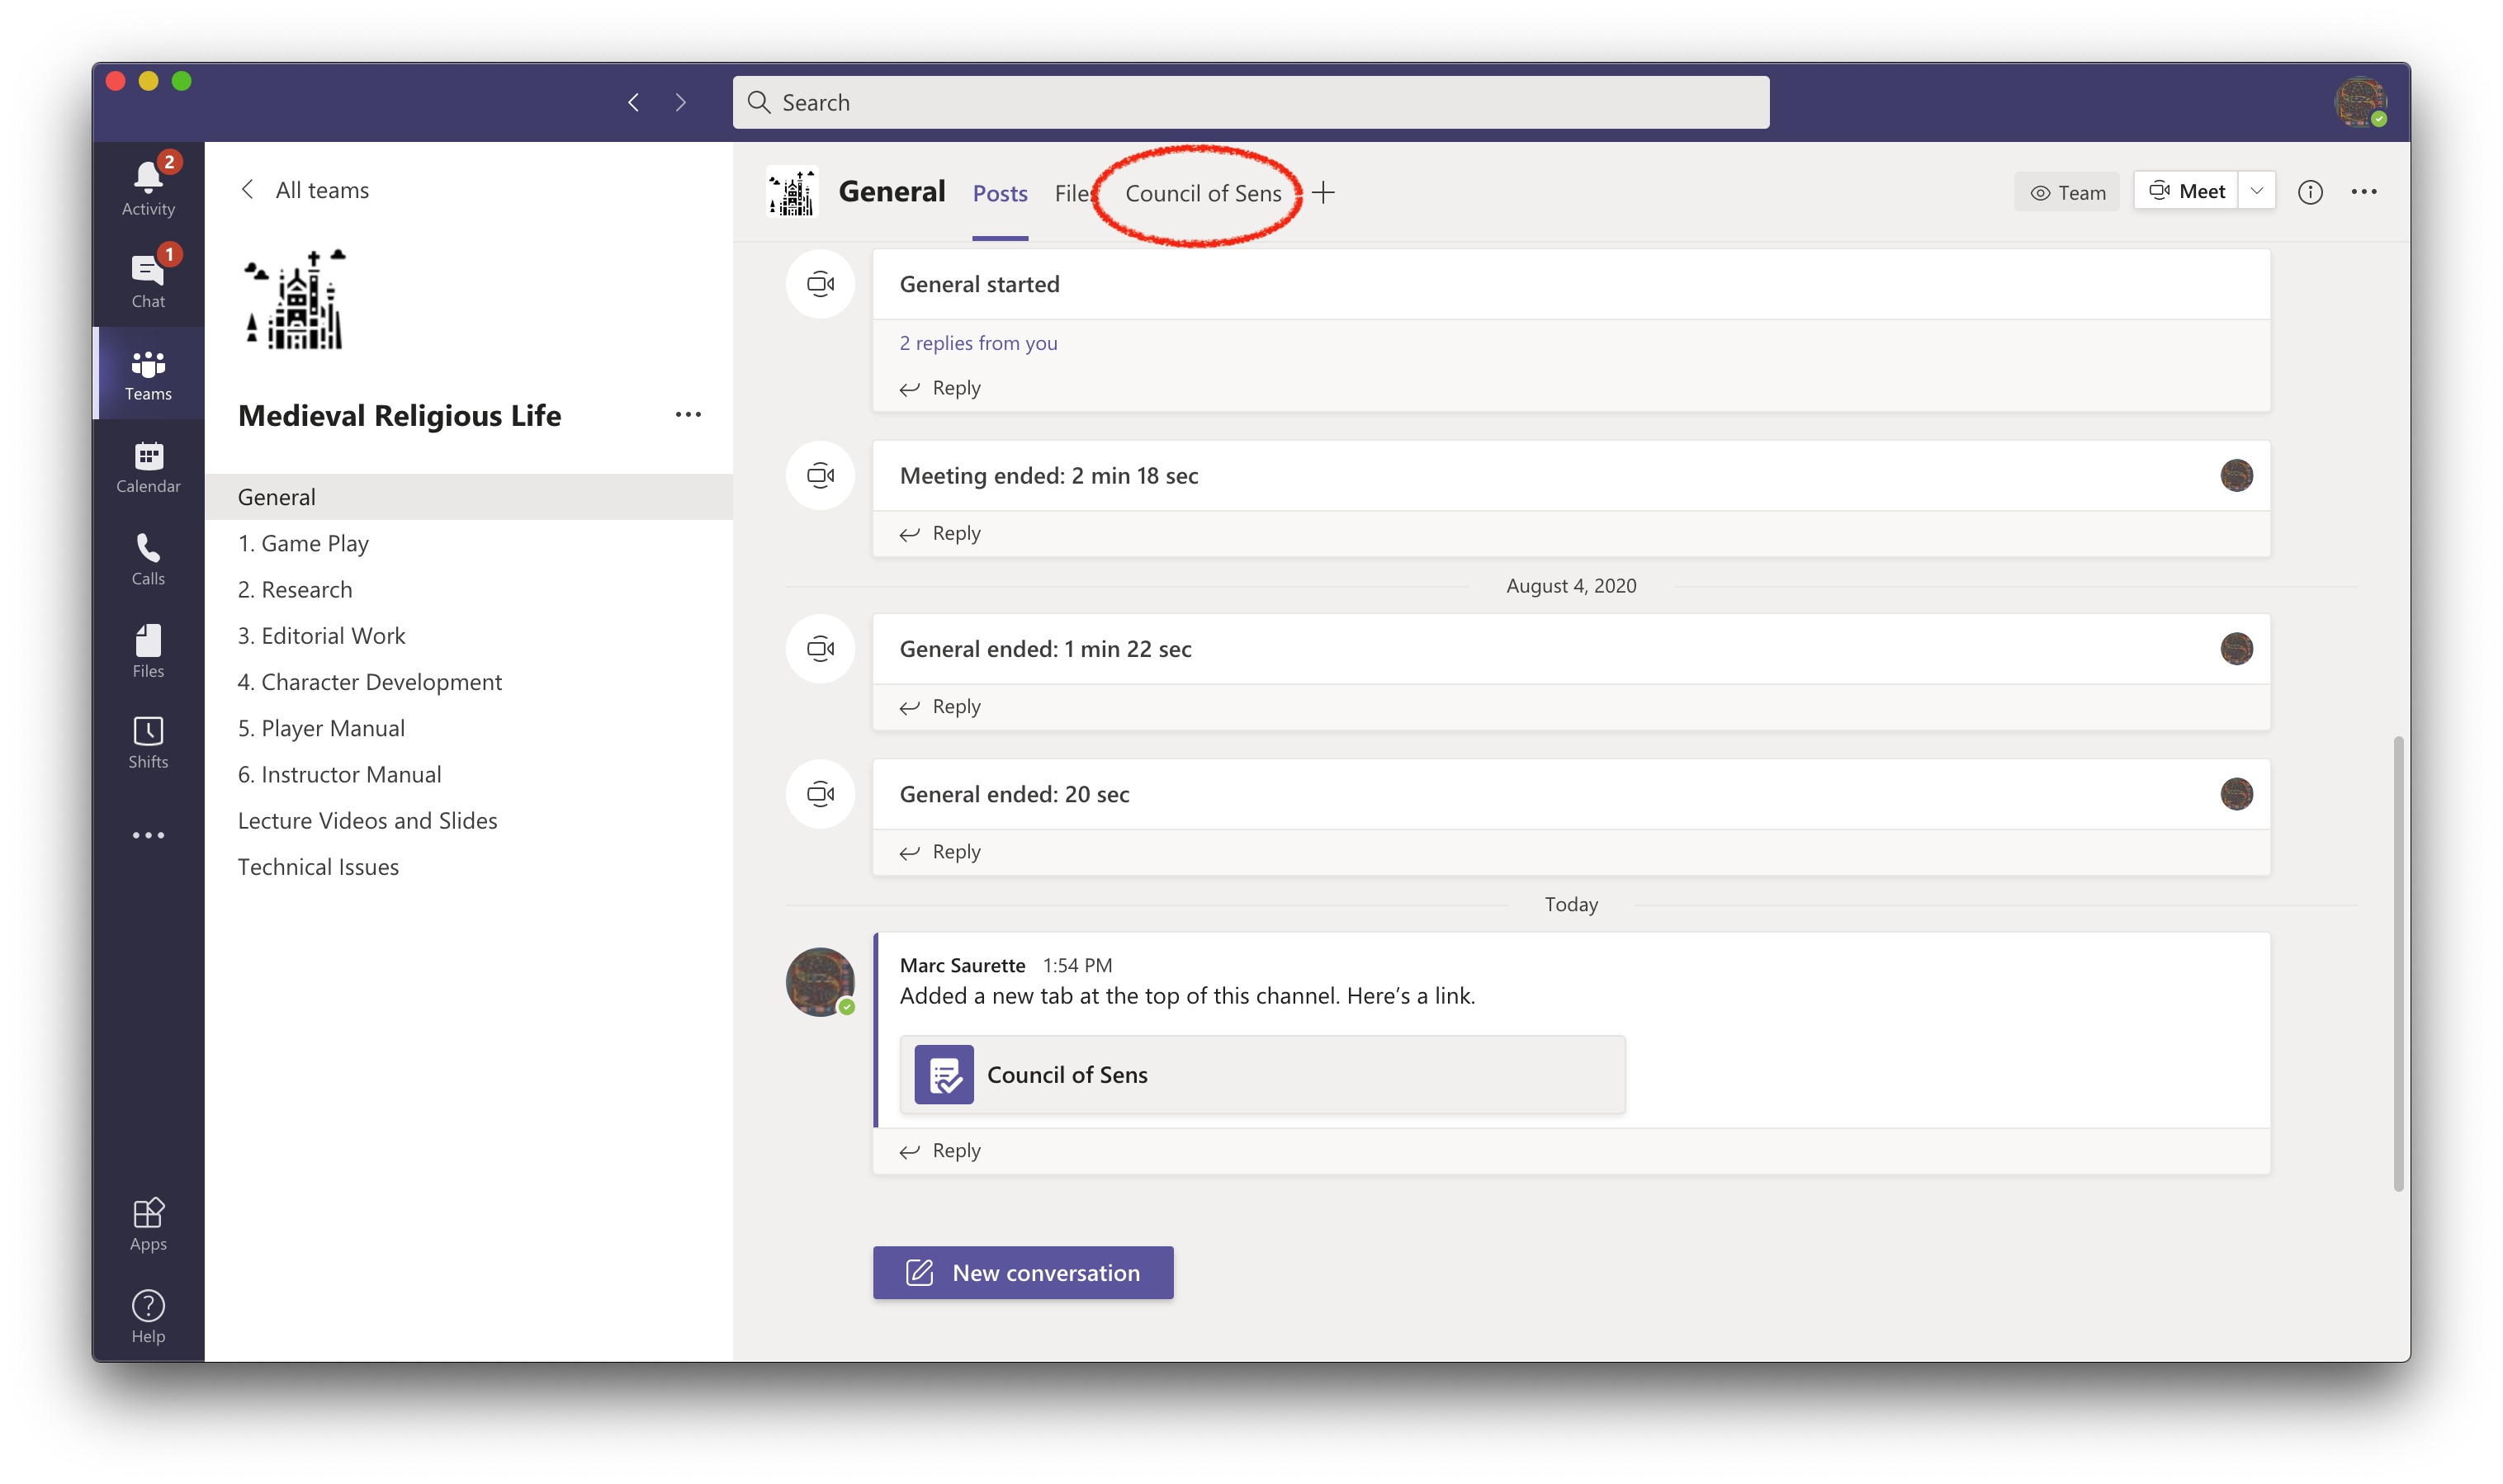 Search
2
Activity
1
Chat
Teams
Calendar
Calls
Files
Shifts
Apps
Help
All teams
Medieval Religious Life
General
1. Game Play
2. Research
3. Editorial Work
4. Character Development
5. Player Manual
6. Instructor Manual
Lecture Videos and Slides
Technical Issues
General Posts Files Council of Sens Team Meet
General started
2 replies from you
Reply
Meeting ended: 2 min 18 sec
Reply
August 4, 2020
General ended: 1 min 22 sec
Reply
General ended: 20 sec
Reply
Today
Marc Saurette 1:54 PM
Added a new tab at the top of this channel. Here's a link.
Council of Sens
Reply
New conversation